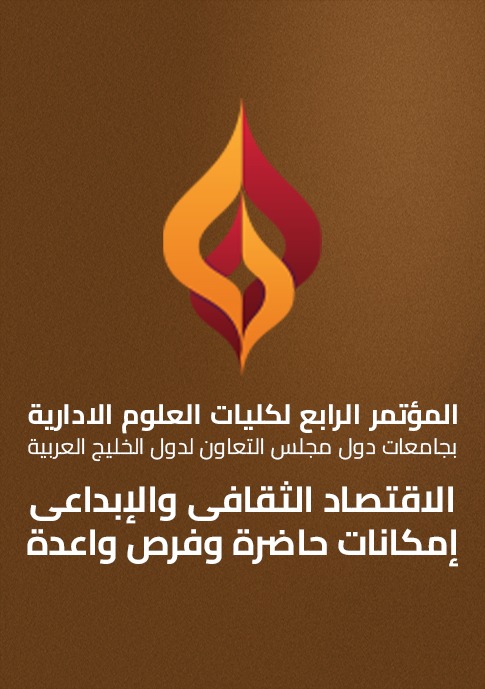 المؤتمر الرابع لكليات العلوم الادارية
بجامعات دول مجلس التعاون لدول الخليج العربية
الاقتصاد الثقافى والإبداعى
إمكانات حاضرة وفرص واعدة